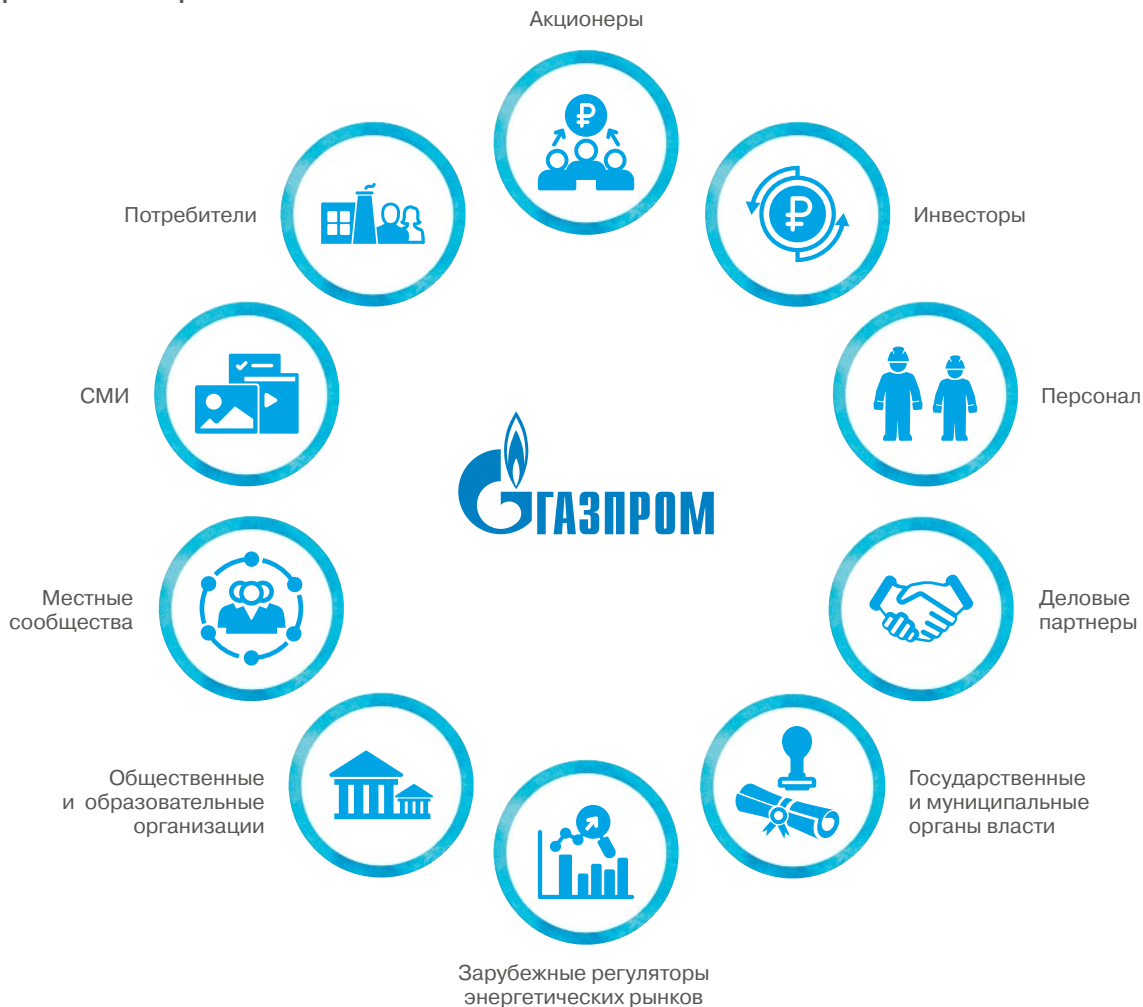 Акционеры
Инвесторы
Персонал
Деловые
партнеры
Государственные
и муниципальные
органы власти
Зарубежные регуляторы
энергетических рынков
Общественные
и образовательные
организации
Местные
сообщества
СМИ
Потребители
ГАЗПРОМ